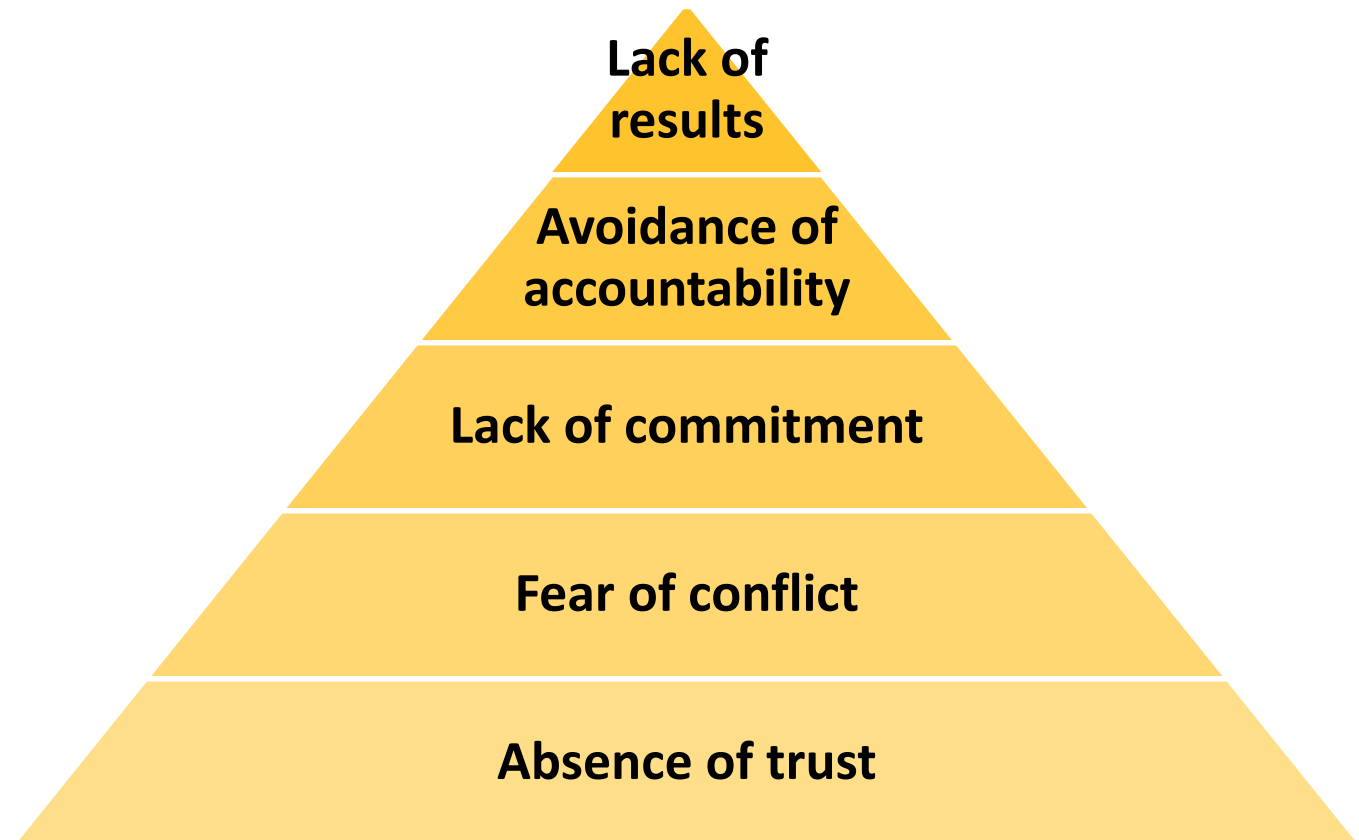 Lack of
results
Avoidance of
accountability
Lack of commitment
Fear of conflict
Absence of trust